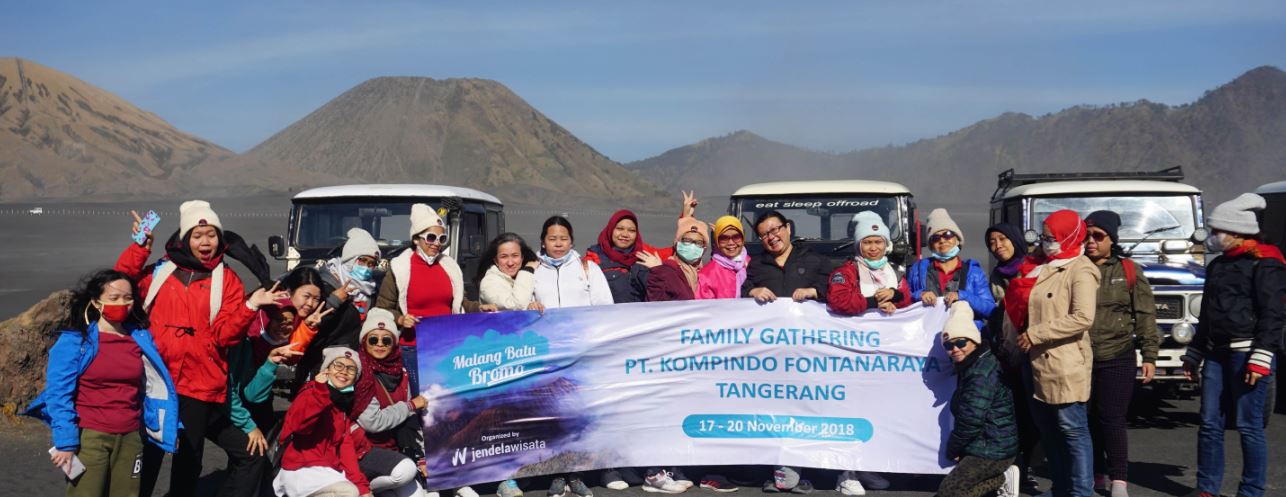 eat sleep offroad
Malang Batu
Bromo
FAMILY GATHERING
PT. KOMPINDO FONTANARAYA
TANGERANG
17 - 20 November 2018
Organized by
jendelawisata